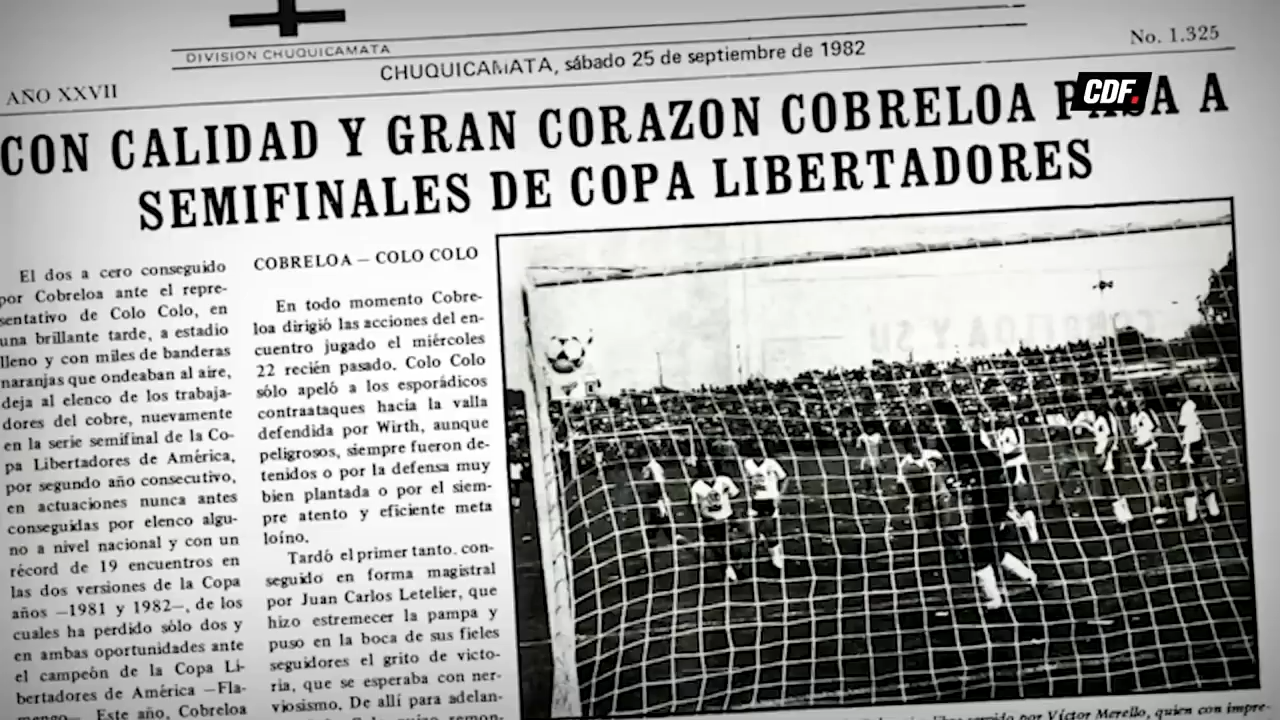 DIVISION CHUQUICAMATA
CHUQUICAMATA, sábado 25 de septiembre de 1982
No. 1.325
AÑO XXVII
CDF.
CON CALIDAD Y GRAN CORAZON COBRELOA PASA A
SEMIFINALES DE COPA LIBERTADORES
El dos a cero conseguido
por Cobreloa ante el repre-
sentativo de Colo Colo, en
una brillante tarde, a estadio
lleno y con miles de banderas
naranjas que ondeaban al aire,
deja al elenco de los trabaja-
dores del cobre, nuevamente
en la serie semifinal de la Co-
pa Libertadores de América,
por segundo año consecutivo,
en actuaciones nunca antes
conseguidas por elenco algu-
no a nivel nacional y con un
récord de 19 encuentros en
las dos versiones de la Copa
años —1981 y 1982—, de los
cuales ha perdido sólo dos y
en ambas oportunidades ante
el campeón de la Copa Li-
bertadores de América —Fla-
mengo— Este año, Cobreloa
COBRELOA — COLO COLO
En todo momento Cobre-
loa dirigió las acciones del en-
cuentro jugado el miércoles
22 recién pasado. Colo Colo
sólo apeló a los esporádicos
contraataques hacia la valla
defendida por Wirth, aunque
peligrosos, siempre fueron de-
tenidos o por la defensa muy
bien plantada o por el siem-
pre atento y eficiente meta
loíno.
Tardó el primer tanto. con-
seguido en forma magistral
por Juan Carlos Letelier, que
hizo estremecer la pampa y
puso en la boca de sus fieles
seguidores el grito de victo-
ria, que se esperaba con ner-
viosismo. De allí para adelan-
servido por Víctor Merello, quien con impre-